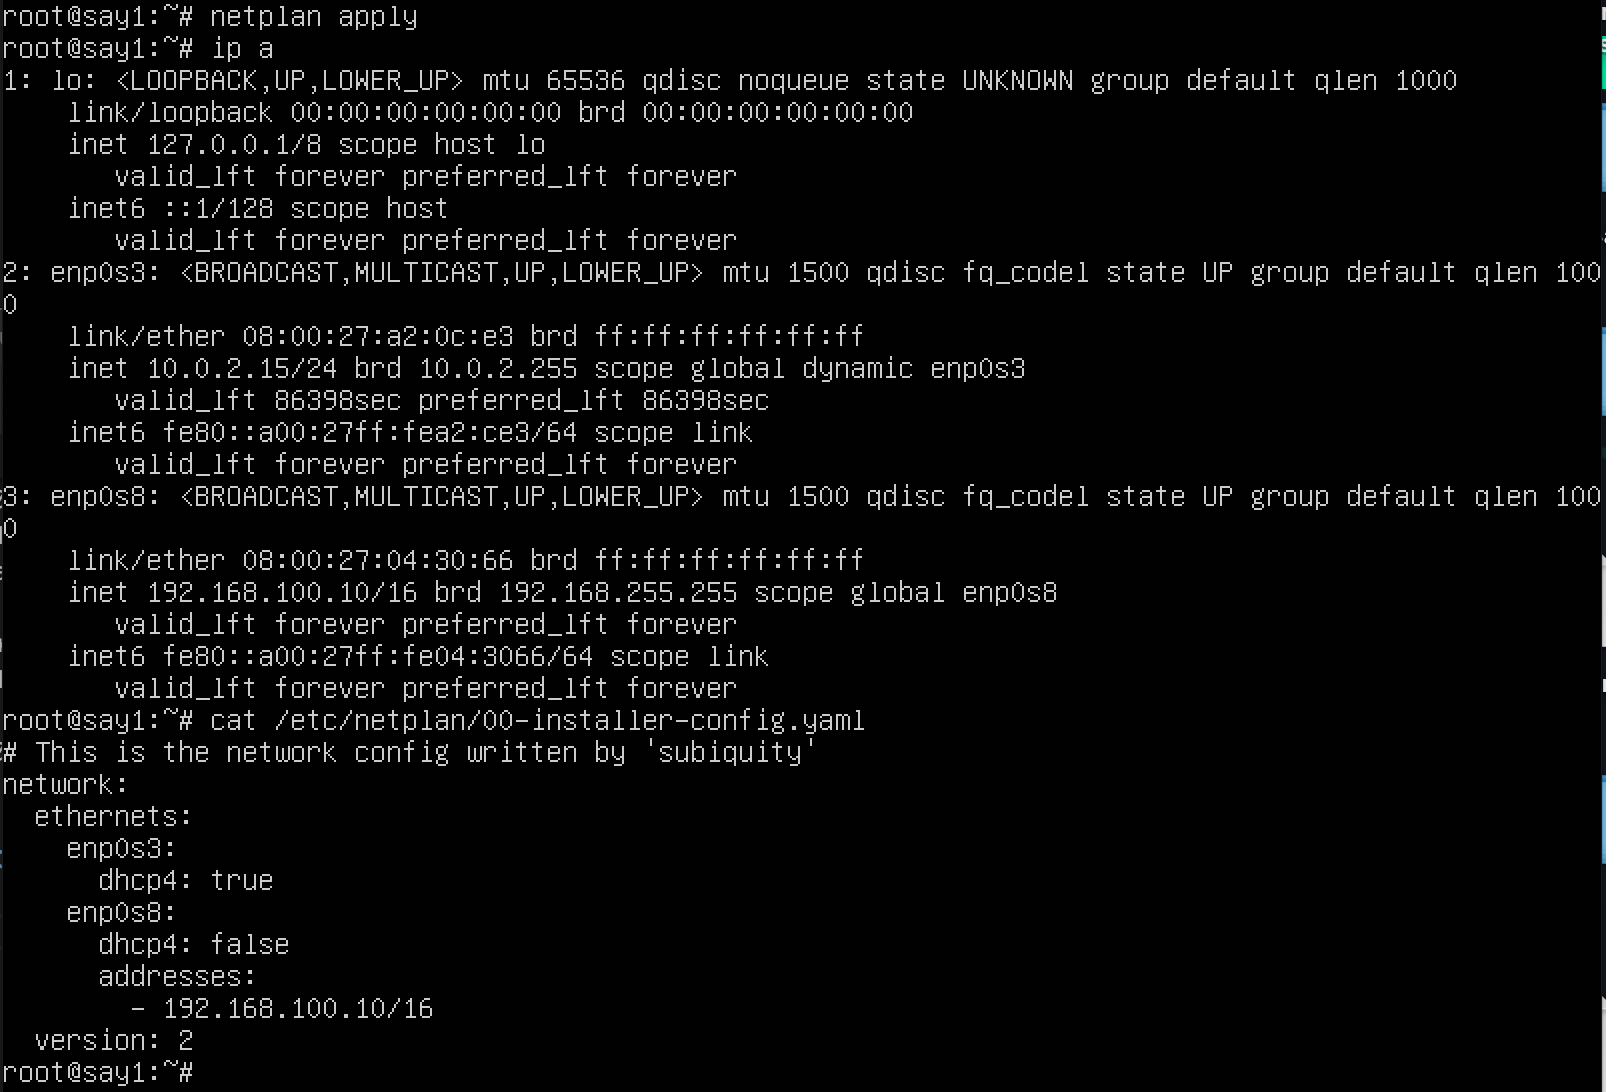 root@say1:~# netplan apply
root@say1:~# ip a
1: lo: <LOOPBACK,UP,LOWER_UP> mtu 65536 qdisc noqueue state UNKNOWN group default qlen 1000
    link/loopback 00:00:00:00:00:00 brd 00:00:00:00:00:00
    inet 127.0.0.1/8 scope host lo
       valid_lft forever preferred_lft forever
    inet6 ::1/128 scope host
       valid_lft forever preferred_lft forever
2: enp0s3: <BROADCAST,MULTICAST,UP,LOWER_UP> mtu 1500 qdisc fq_codel state UP group default qlen 100
0
    link/ether 08:00:27:a2:0c:e3 brd ff:ff:ff:ff:ff:ff
    inet 10.0.2.15/24 brd 10.0.2.255 scope global dynamic enp0s3
       valid_lft 86398sec preferred_lft 86398sec
    inet6 fe80::a00:27ff:fea2:ce3/64 scope link
       valid_lft forever preferred_lft forever
3: enp0s8: <BROADCAST,MULTICAST,UP,LOWER_UP> mtu 1500 qdisc fq_codel state UP group default qlen 100
0
    link/ether 08:00:27:04:30:66 brd ff:ff:ff:ff:ff:ff
    inet 192.168.100.10/16 brd 192.168.255.255 scope global enp0s8
       valid_lft forever preferred_lft forever
    inet6 fe80::a00:27ff:fe04:3066/64 scope link
       valid_lft forever preferred_lft forever
root@say1:~# cat /etc/netplan/00-installer-config.yaml
# This is the network config written by 'subiquity'
network:
  ethernets:
    enp0s3:
      dhcp4: true
    enp0s8:
      dhcp4: false
      addresses:
        - 192.168.100.10/16
  version: 2
root@say1:~#